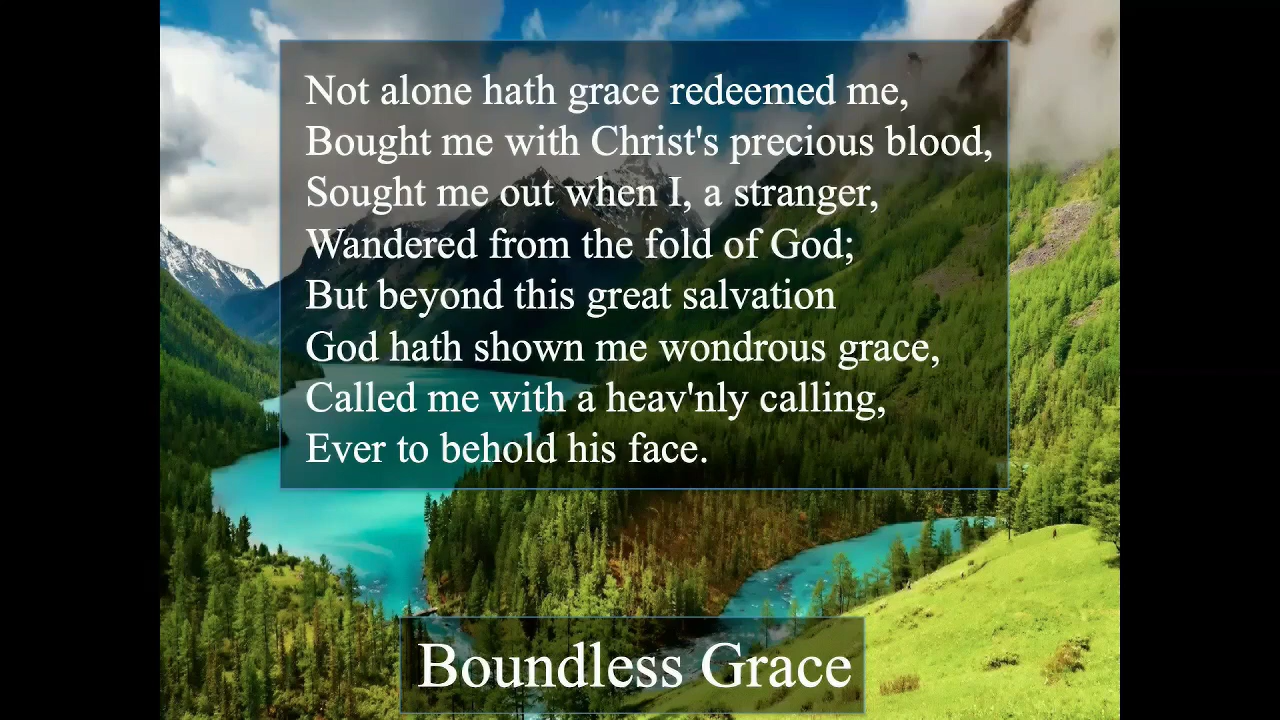 Not alone hath grace redeemed me,
Bought me with Christ's precious blood,
Sought me out when I, a stranger,
Wandered from the fold of God;
But beyond this great salvation
God hath shown me wondrous grace,
Called me with a heav'nly calling,
Ever to behold his face.
Boundless Grace